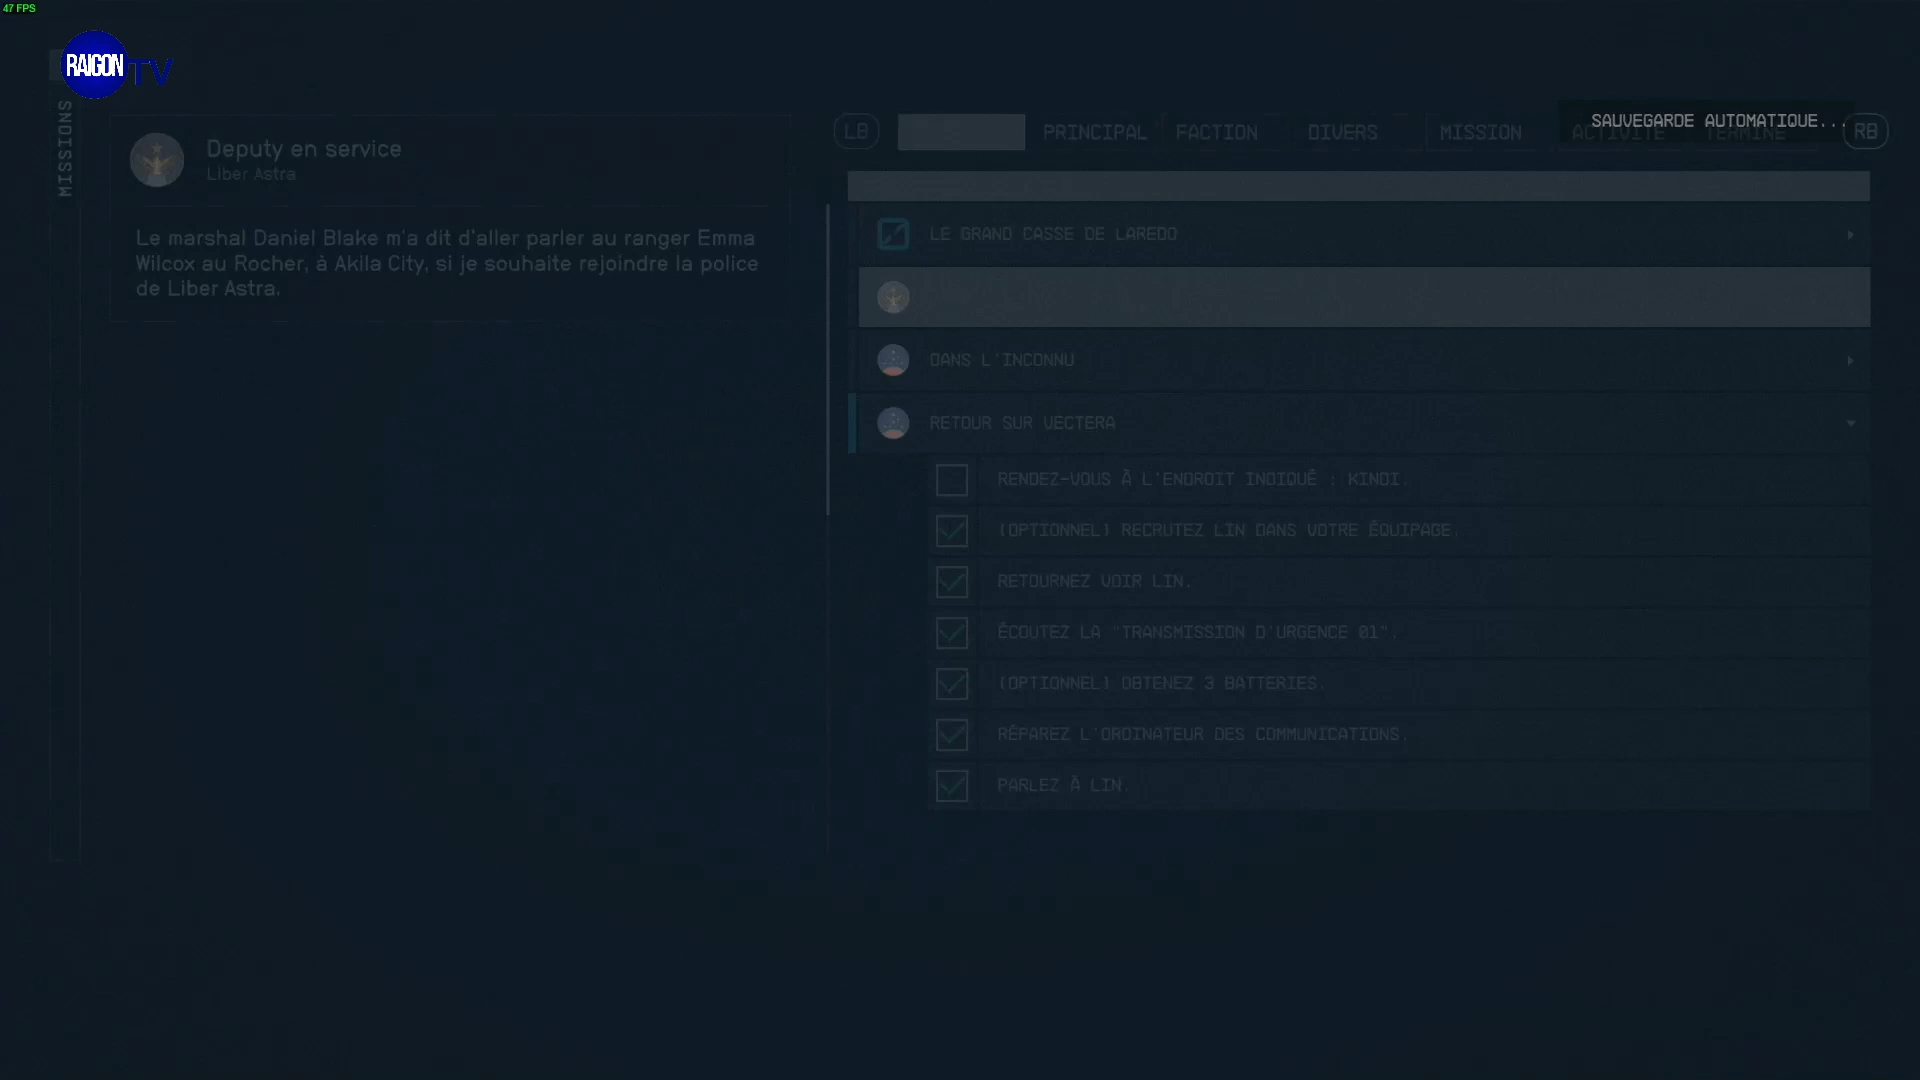 47 FPS
RAIGON TV
MISSIONS
Deputy en service
Liber Astra
Le marshal Daniel Blake m'a dit d'aller parler au ranger Emma
Wilcox au Rocher, à Akila City, si je souhaite rejoindre la police
de Liber Astra.
LB
PRINCIPAL
FACTION
DIVERS
MISSION
ACTIVITÉ
TERMINÉ
SAUVEGARDE AUTOMATIQUE...
RB
LE GRAND CASSE DE LAREDO
DANS L'INCONNU
RETOUR SUR VECTERA
RENDEZ-VOUS À L'ENDROIT INDIQUÉ : KINDI.
(OPTIONNEL) RECRUTEZ LIN DANS VOTRE ÉQUIPAGE.
RETOURNEZ VOIR LIN.
ÉCOUTEZ LA "TRANSMISSION D'URGENCE 01".
(OPTIONNEL) OBTENEZ 3 BATTERIES.
RÉPAREZ L'ORDINATEUR DES COMMUNICATIONS.
PARLEZ À LIN.